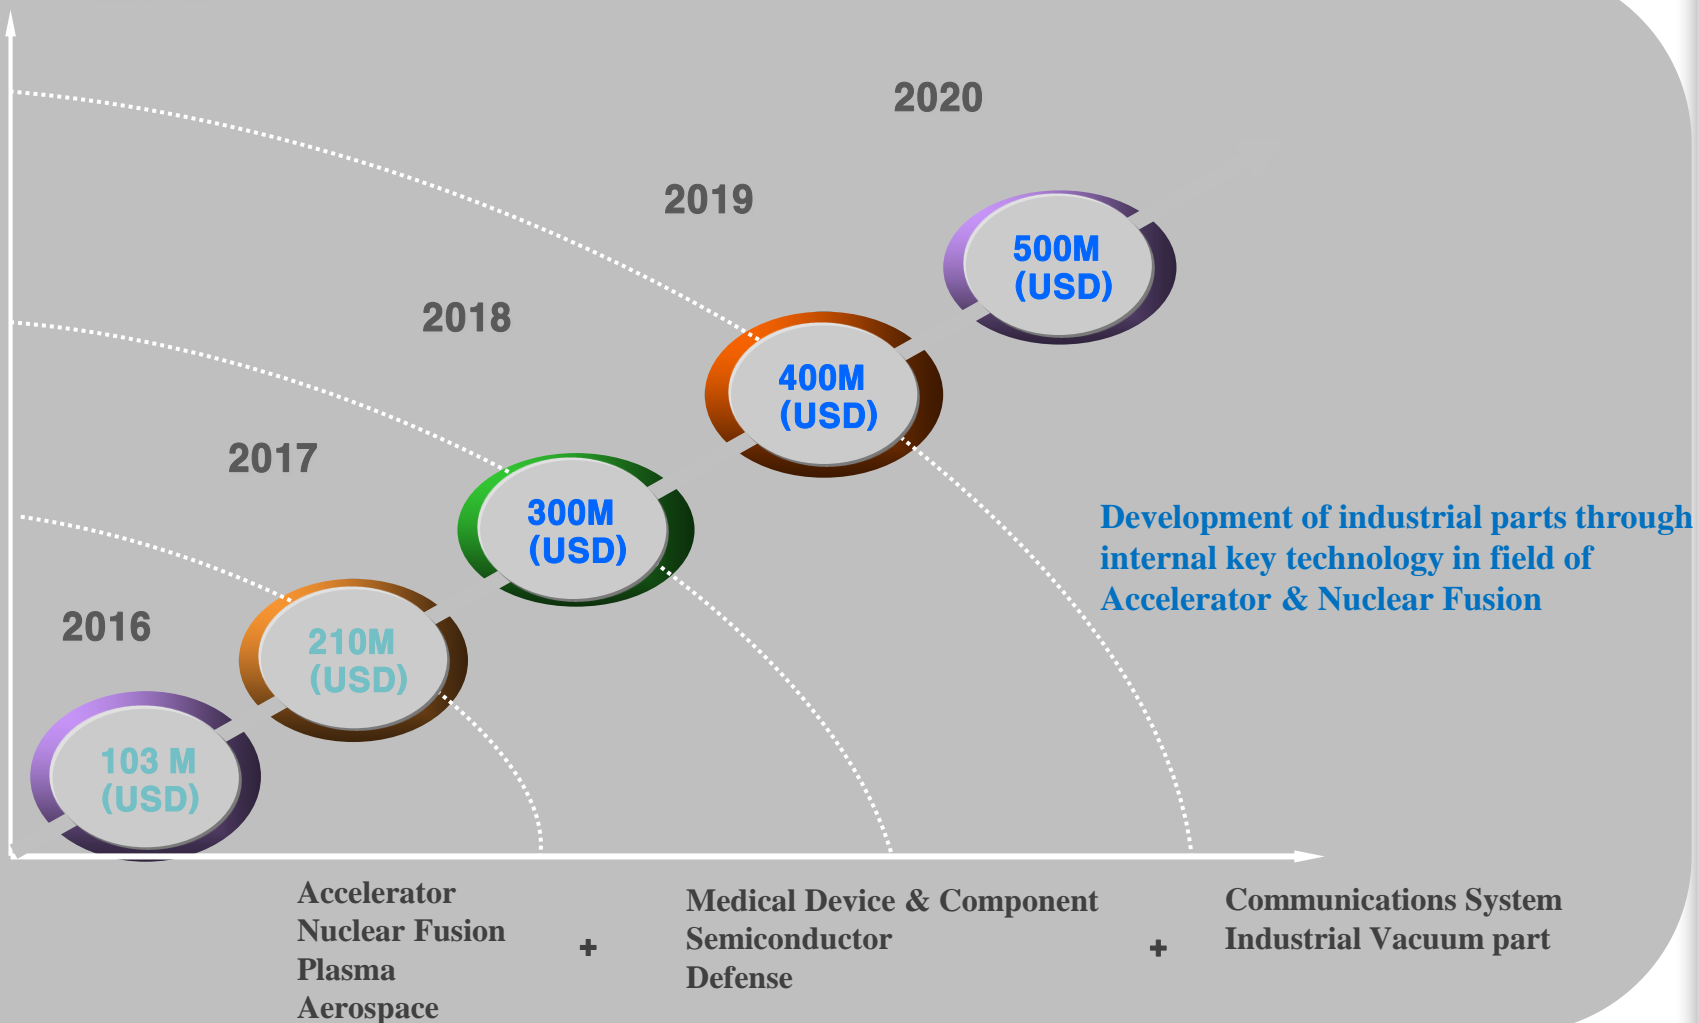 2020
2019
500M
(USD)
2018
400M
(USD)
2017
300M
(USD)
Development of industrial parts through
internal key technology in field of
Accelerator & Nuclear Fusion
2016
210M
(USD)
103 M
(USD)
Accelerator
Nuclear Fusion
Plasma
Aerospace
+
Medical Device & Component
Semiconductor
Defense
+
Communications System
Industrial Vacuum part